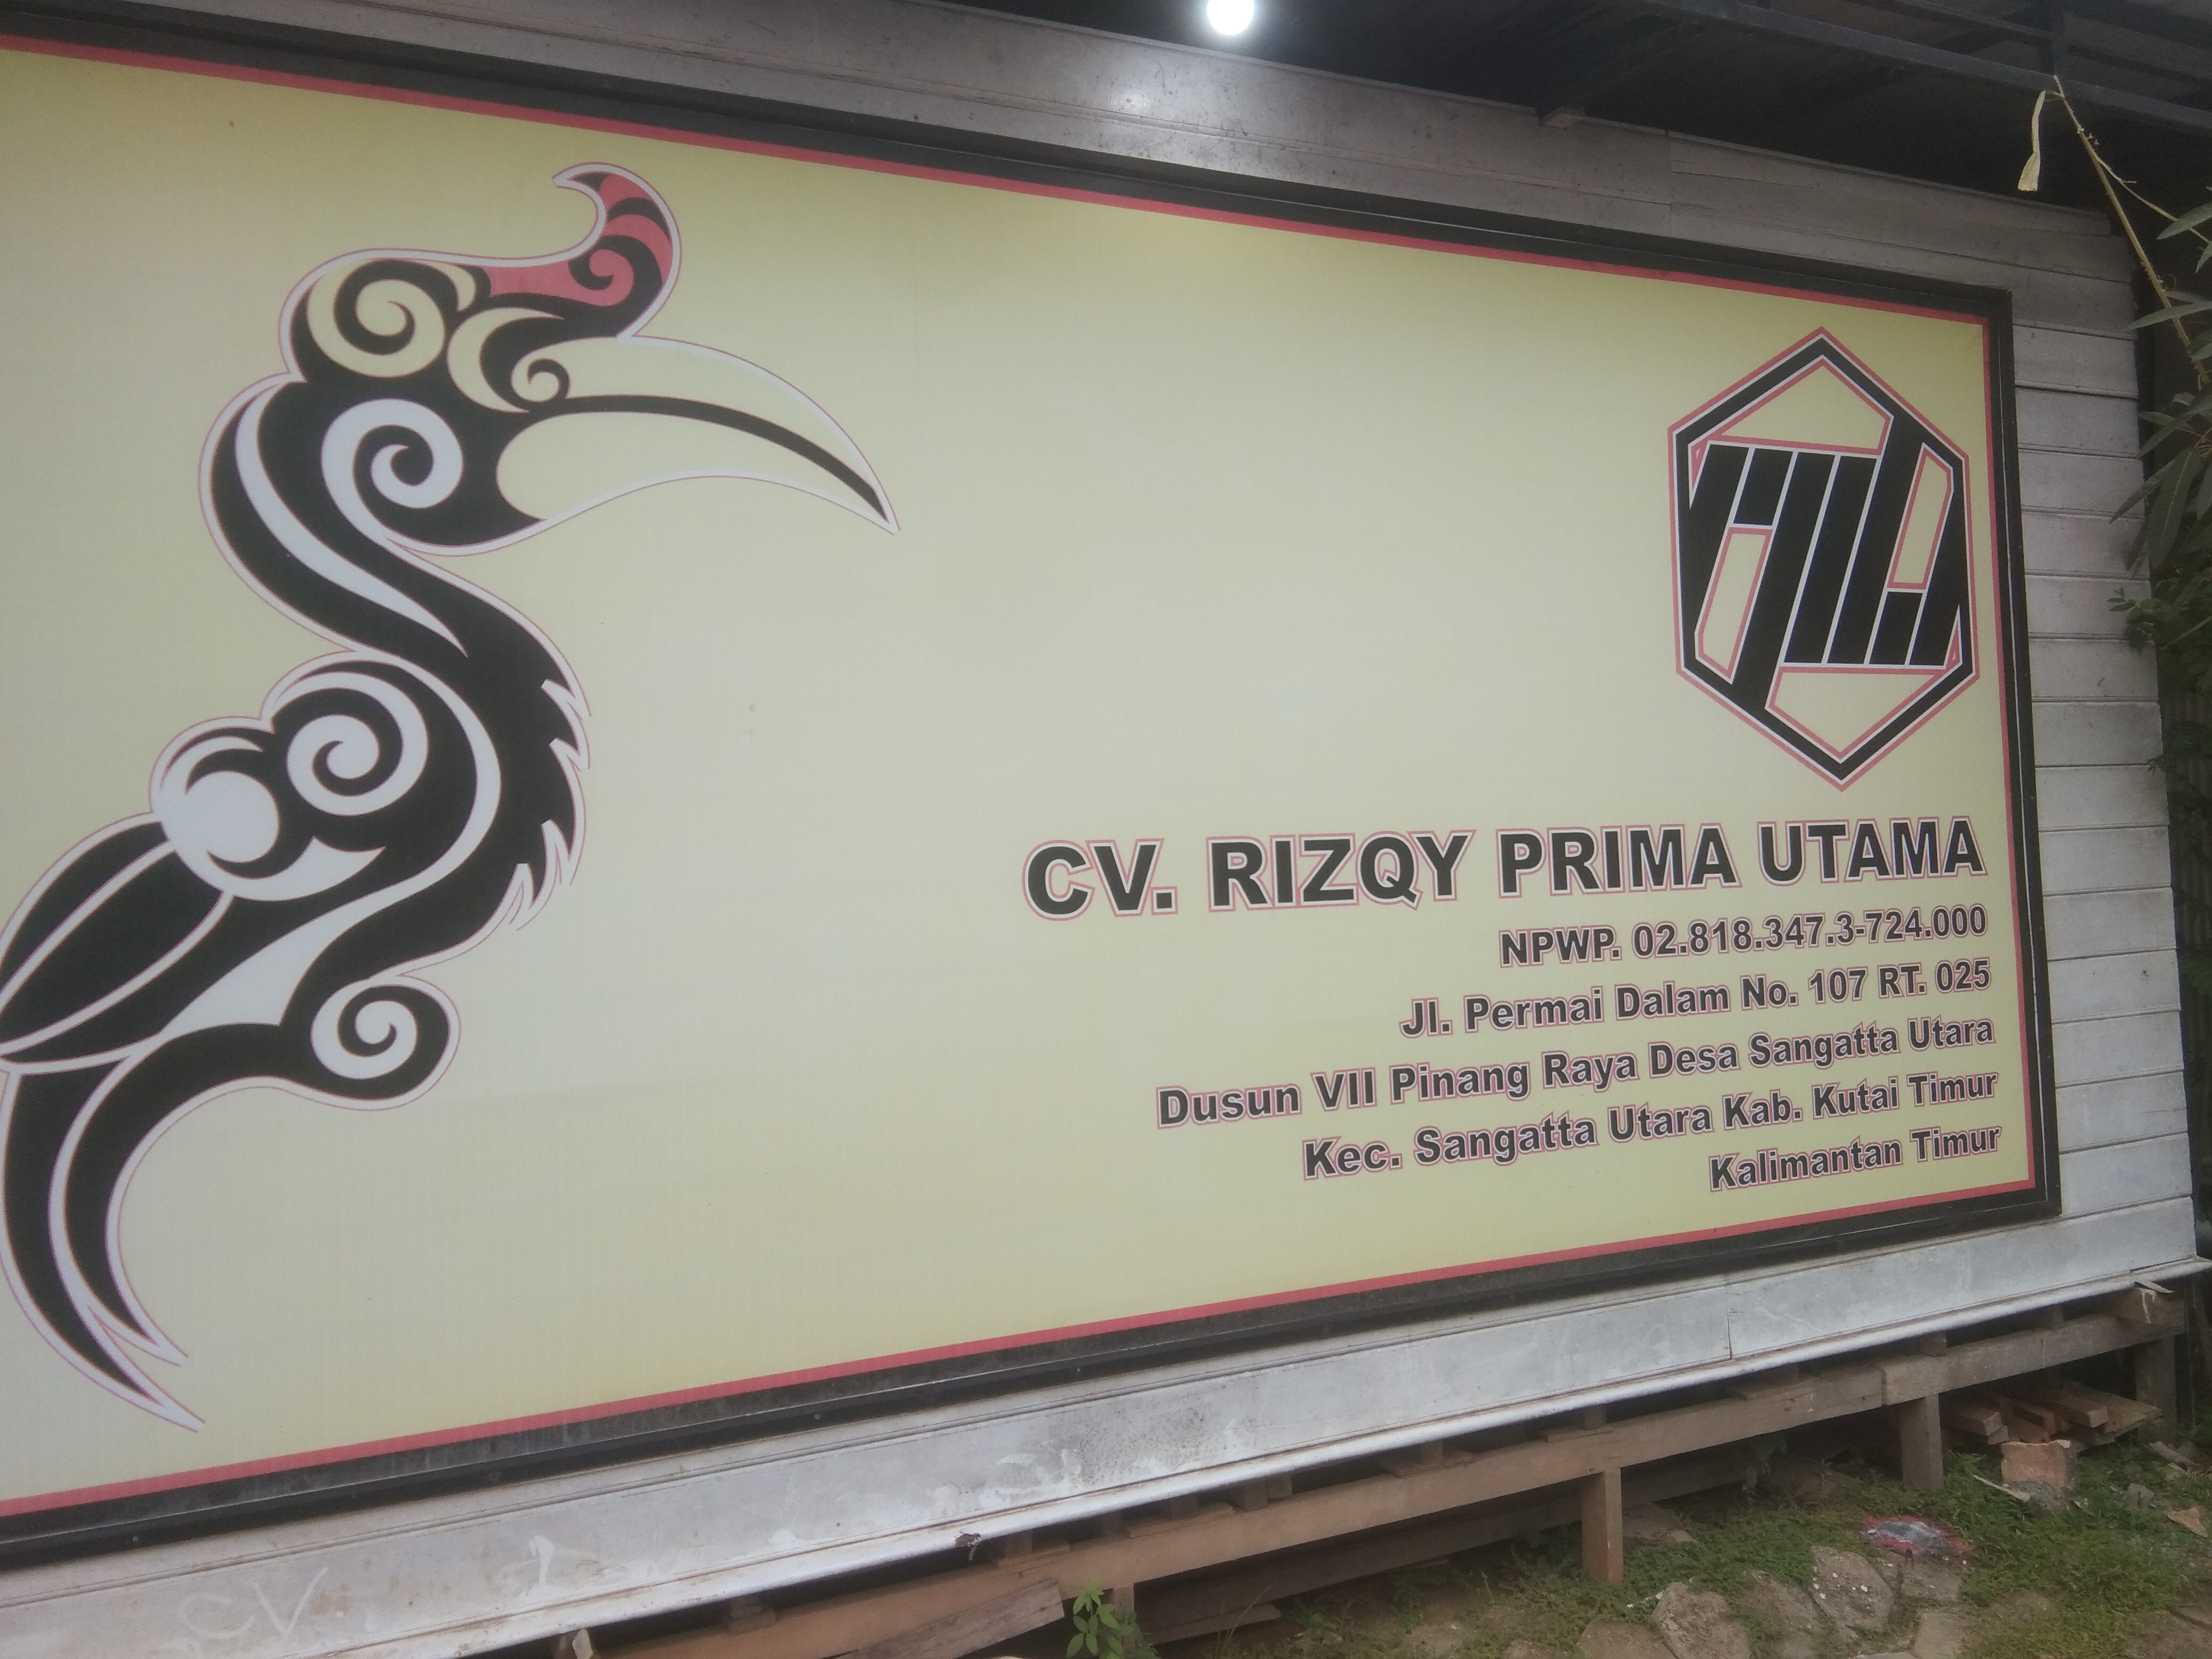 CV. RIZQY PRIMA UTAMA
NPWP. 02.818.347.3-724.000
Jl. Permai Dalam No. 107 RT. 025
Dusun VII Pinang Raya Desa Sangatta Utara
Kec. Sangatta Utara Kab. Kutai Timur
Kalimantan Timur
CV.